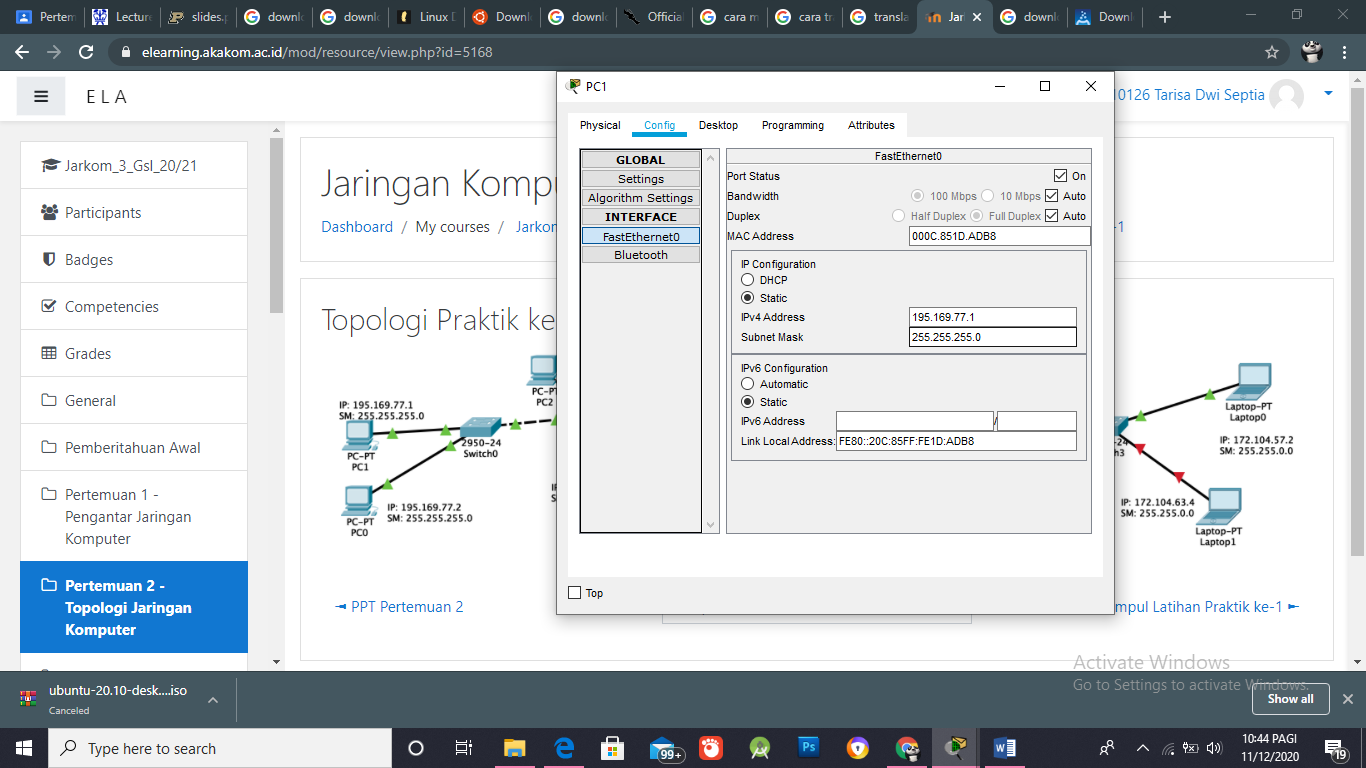 Pertem
Lecture
slides.p
downlo
downlo
Linux D
Downl
downlo
Official
cara m
cara tr
transla
Jar
downlo
Downl
elearning.akakom.ac.id/mod/resource/view.php?id=5168
E L A
10126 Tarisa Dwi Septia
Jarkom_3_Gsl_20/21
Participants
Badges
Competencies
Grades
General
Pemberitahuan Awal
Pertemuan 1 -
Pengantar Jaringan
Komputer
Pertemuan 2 -
Topologi Jaringan
Komputer
Jaringan Kompu
Dashboard / My courses / Jarkor
-1
Topologi Praktik ke
IP: 195.169.77.1
SM: 255.255.255.0
PC-PT
PC1
2950-24
Switch0
PC-PT
PC2
IP: 195.169.77.2
SM: 255.255.255.0
PC-PT
PC0
Laptop-PT
Laptop0
IP: 172.104.57.2
SM: 255.255.0.0
-24
h3
IP: 172.104.63.4
SM: 255.255.0.0
Laptop-PT
Laptop1
◄ PPT Pertemuan 2
mpul Latihan Praktik ke-1 ►
PC1
Physical Config Desktop Programming Attributes
GLOBAL
Settings
Algorithm Settings
INTERFACE
FastEthernet0
Bluetooth
FastEthernet0
Port Status On
Bandwidth 100 Mbps 10 Mbps Auto
Duplex Half Duplex Full Duplex Auto
MAC Address 000C.851D.ADB8
IP Configuration
DHCP
Static
IPv4 Address 195.169.77.1
Subnet Mask 255.255.255.0
IPv6 Configuration
Automatic
Static
IPv6 Address /
Link Local Address: FE80::20C:85FF:FE1D:ADB8
Top
Activate Windows
Go to Settings to activate Windows.
ubuntu-20.10-desk....iso
Canceled
Show all
Type here to search
99+
Ps
10:44 PAGI
11/12/2020
19